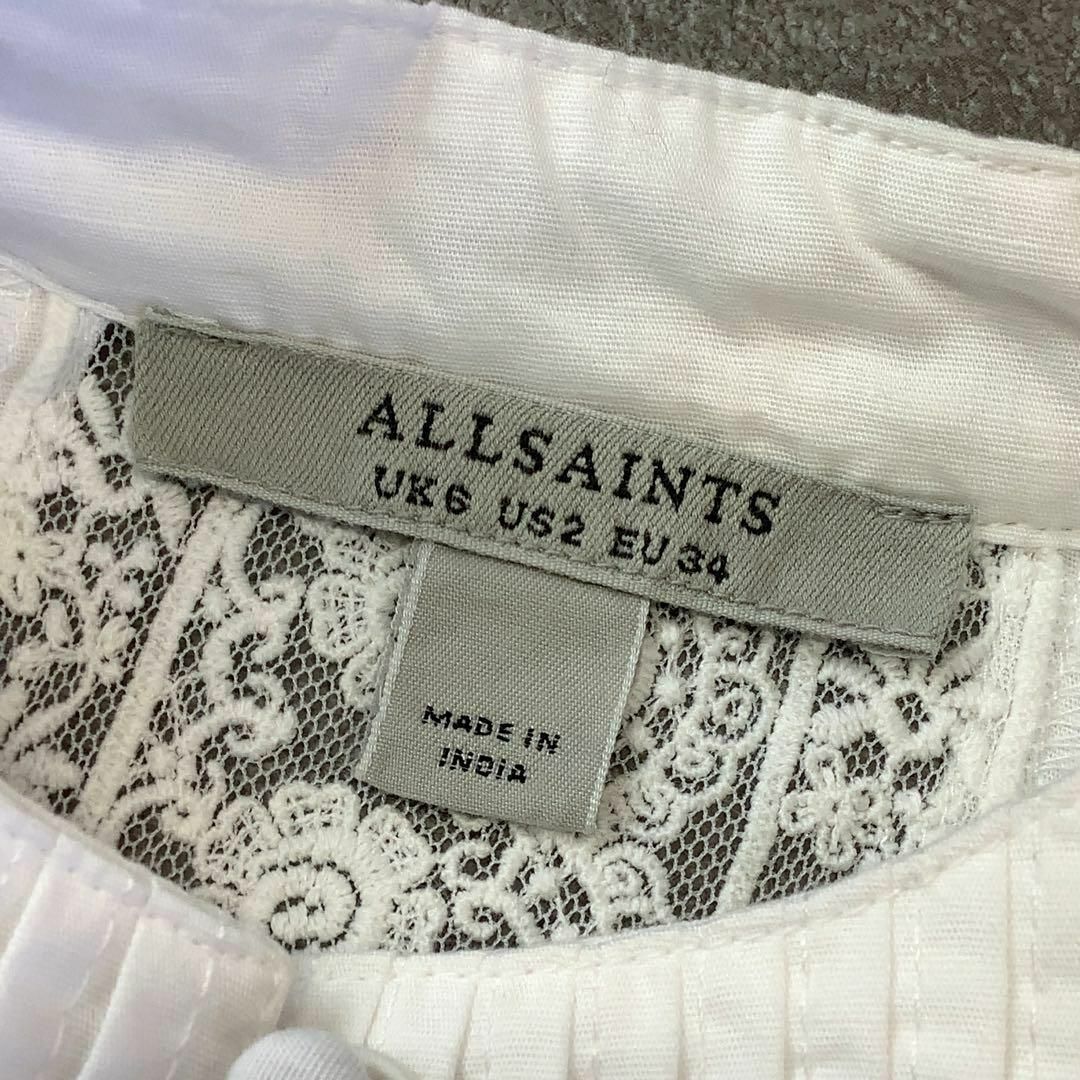 ALLSAINTS
UK6 US2 EU34
MADE IN
INDIA